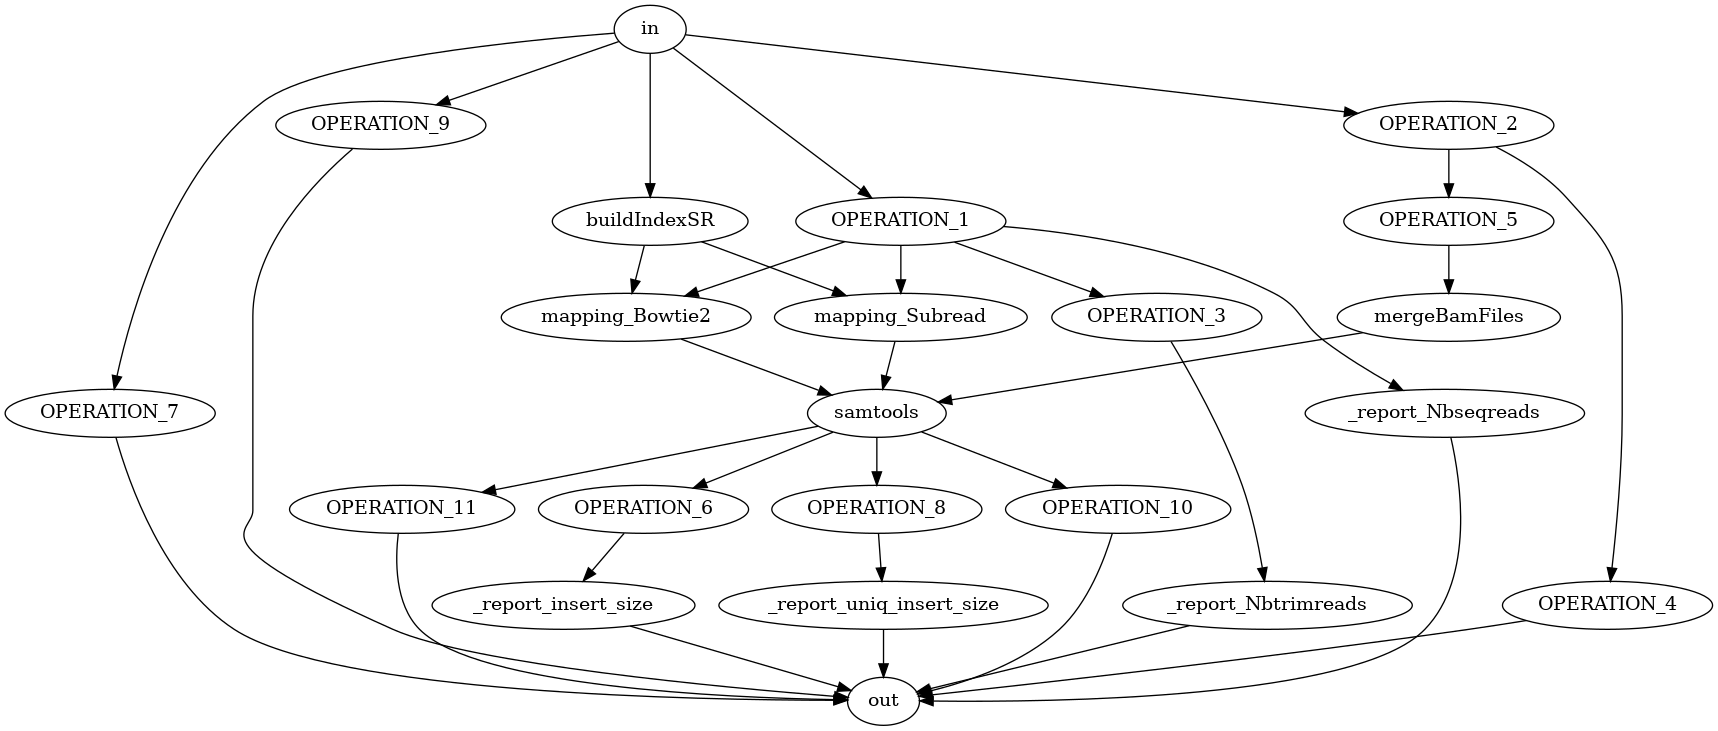 in
OPERATION_9
OPERATION_2
buildIndexSR
OPERATION_1
OPERATION_5
mapping_Bowtie2
mapping_Subread
OPERATION_3
mergeBamFiles
OPERATION_7
samtools
_report_Nbseqreads
OPERATION_11
OPERATION_6
OPERATION_8
OPERATION_10
_report_insert_size
_report_uniq_insert_size
_report_Nbtrimreads
OPERATION_4
out